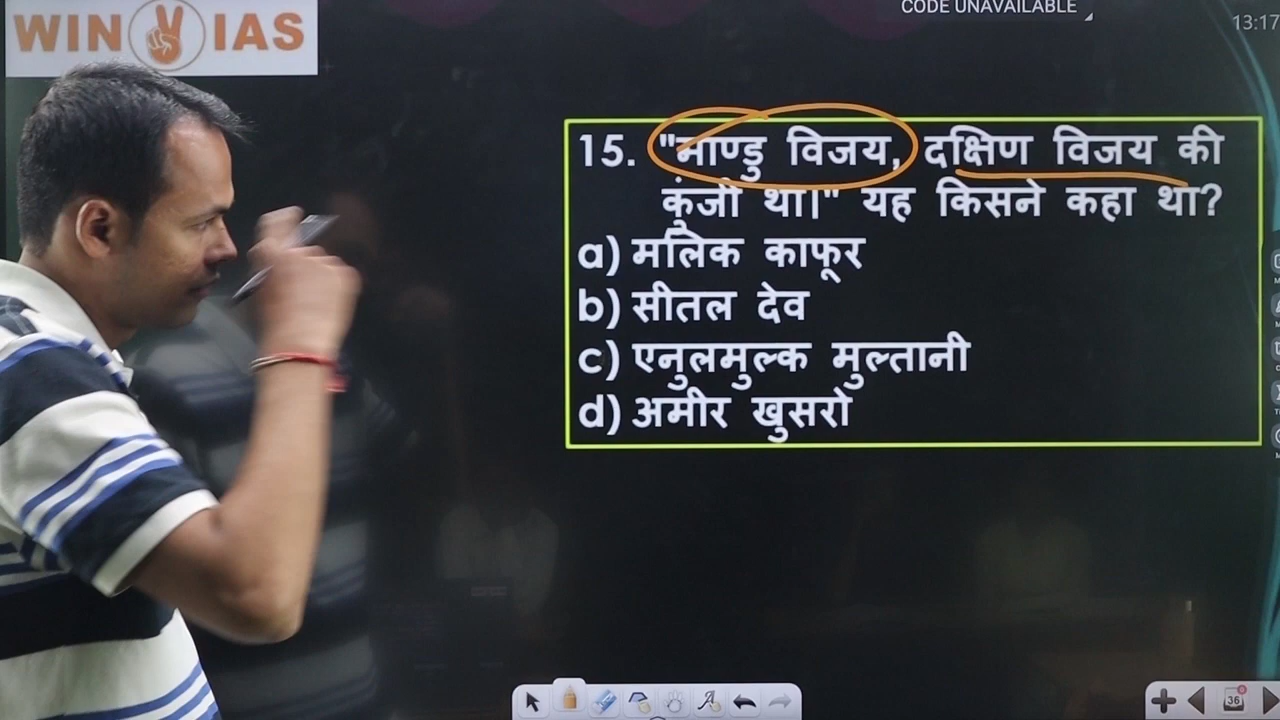 WIN IAS
CODE UNAVAILABLE
13:17
15. "माण्डु विजय, दक्षिण विजय की
कुंजी था।" यह किसने कहा था?
a) मलिक काफूर
b) सीतल देव
c) एनुलमुल्क मुल्तानी
d) अमीर खुसरो
36